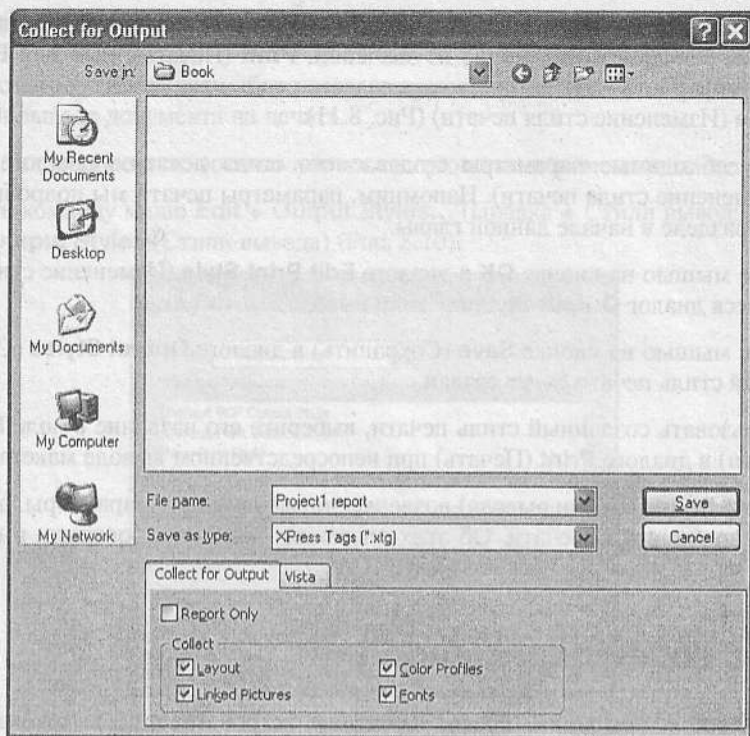 Collect for Output
Save in:
Book
My Recent Documents
Desktop
My Documents
My Computer
My Network
File name:
Project1 report
Save
Save as type:
XPress Tags (*.xtg)
Cancel
Collect for Output
Vista
Report Only
Collect
Layout
Color Profiles
Linked Pictures
Fonts